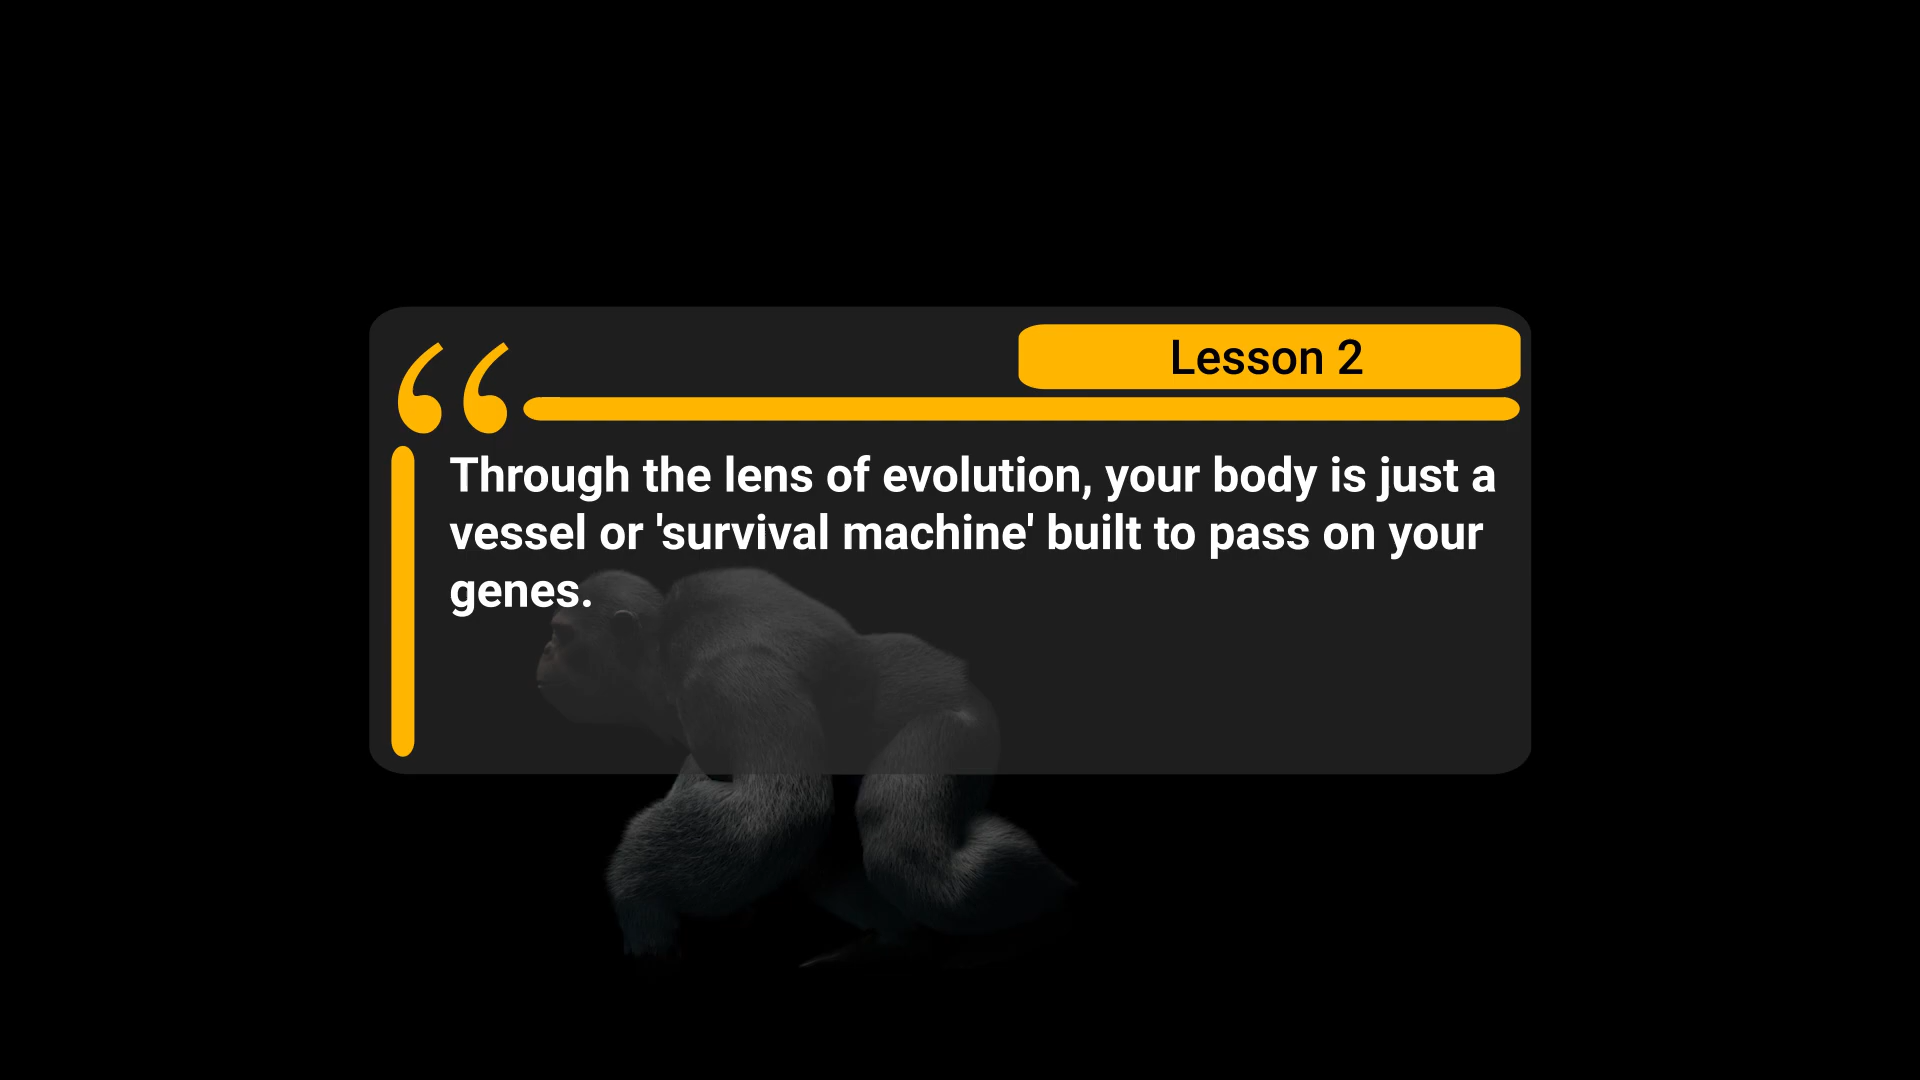 Lesson 2
Through the lens of evolution, your body is just a
vessel or 'survival machine' built to pass on your
genes.